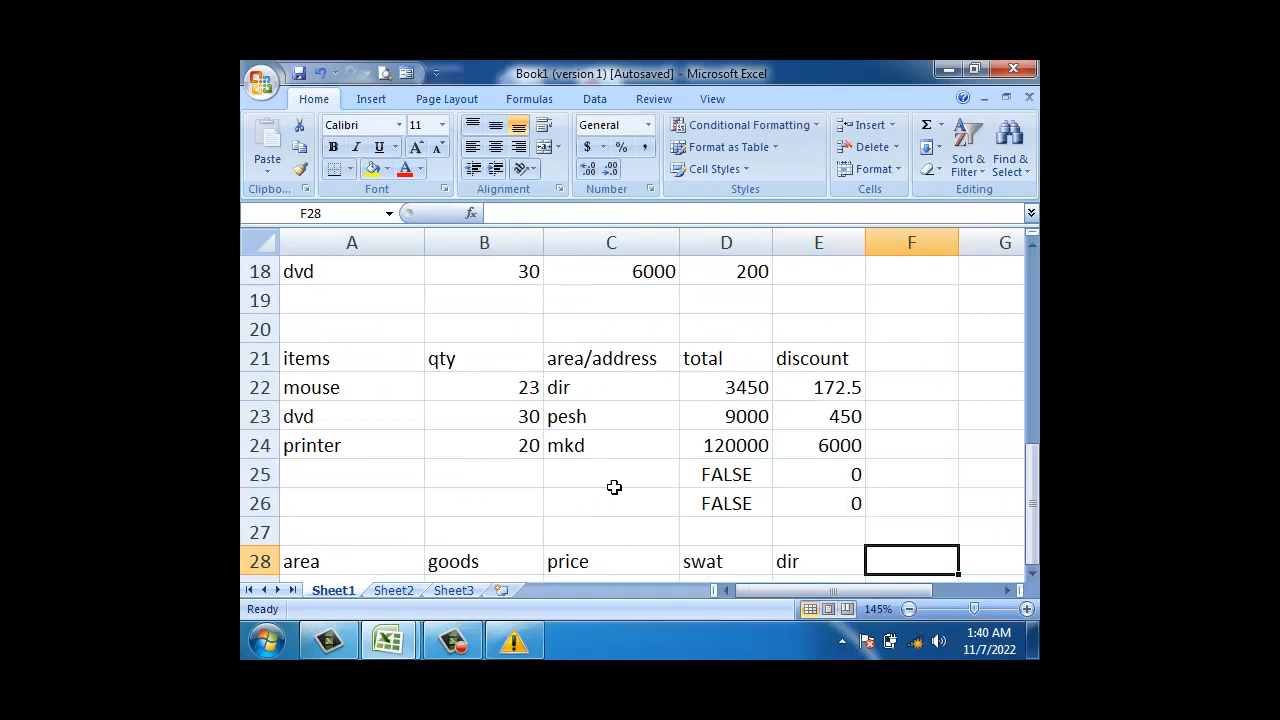 Book1 (version 1) [Autosaved] - Microsoft Excel
Home Insert Page Layout Formulas Data Review View
Calibri 11 General Conditional Formatting Insert Σ
Paste B I U A A $ % , Format as Table Delete Sort & Find &
A Cell Styles Format Filter Select
Clipbo... Font Alignment Number Styles Cells Editing
F28 fx
A B C D E F G
18 dvd 30 6000 200
19
20
21 items qty area/address total discount
22 mouse 23 dir 3450 172.5
23 dvd 30 pesh 9000 450
24 printer 20 mkd 120000 6000
25 FALSE 0
26 FALSE 0
27
28 area goods price swat dir
Sheet1 Sheet2 Sheet3
Ready 145%
1:40 AM
11/7/2022